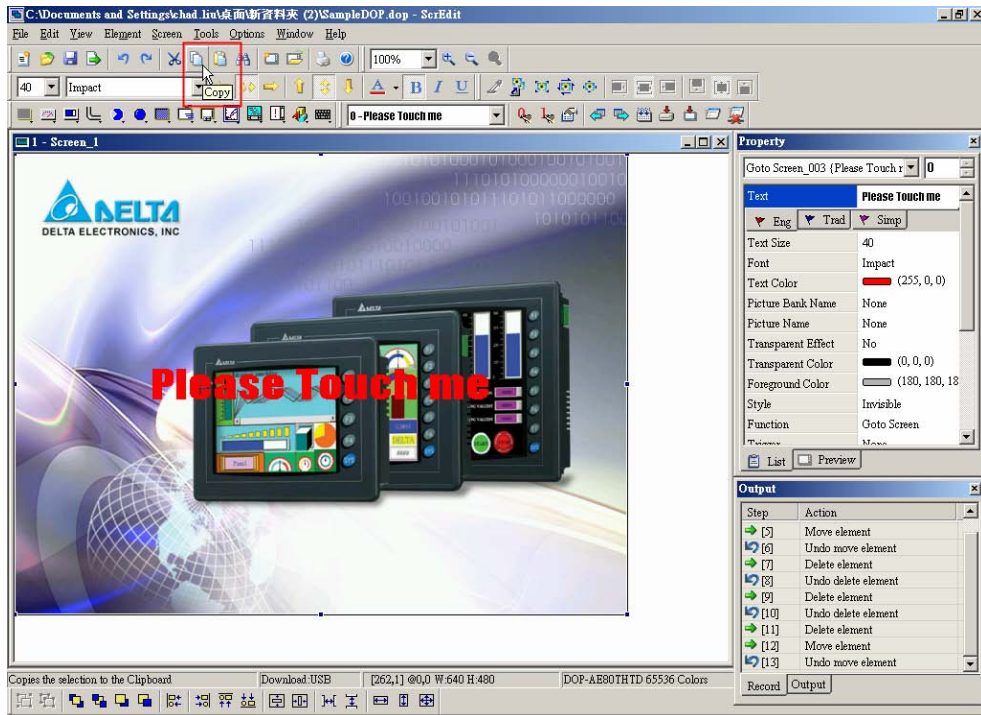 C:\Documents and Settings\chad.liu\桌面\新資料夾 (2)\SampleDOP.dop - ScrEdit
File Edit View Element Screen Tools Options Window Help
100%
40 Impact
A B I U
Copy
0 - Please Touch me
1 - Screen_1
DELTA
DELTA ELECTRONICS, INC
Please Touch me
Property
Goto Screen_003 {Please Touch r 0
Text Please Touch me
Eng Trad Simp
Text Size 40
Font Impact
Text Color (255, 0, 0)
Picture Bank Name None
Picture Name None
Transparent Effect No
Transparent Color (0, 0, 0)
Foreground Color (180, 180, 18
Style Invisible
Function Goto Screen
List Preview
Output
Step Action
[5] Move element
[6] Undo move element
[7] Delete element
[8] Undo delete element
[9] Delete element
[10] Undo delete element
[11] Delete element
[12] Move element
[13] Undo move element
Record Output
Copies the selection to the Clipboard Download:USB [262,1] @0,0 W:640 H:480 DOP-AE80THTD 65536 Colors